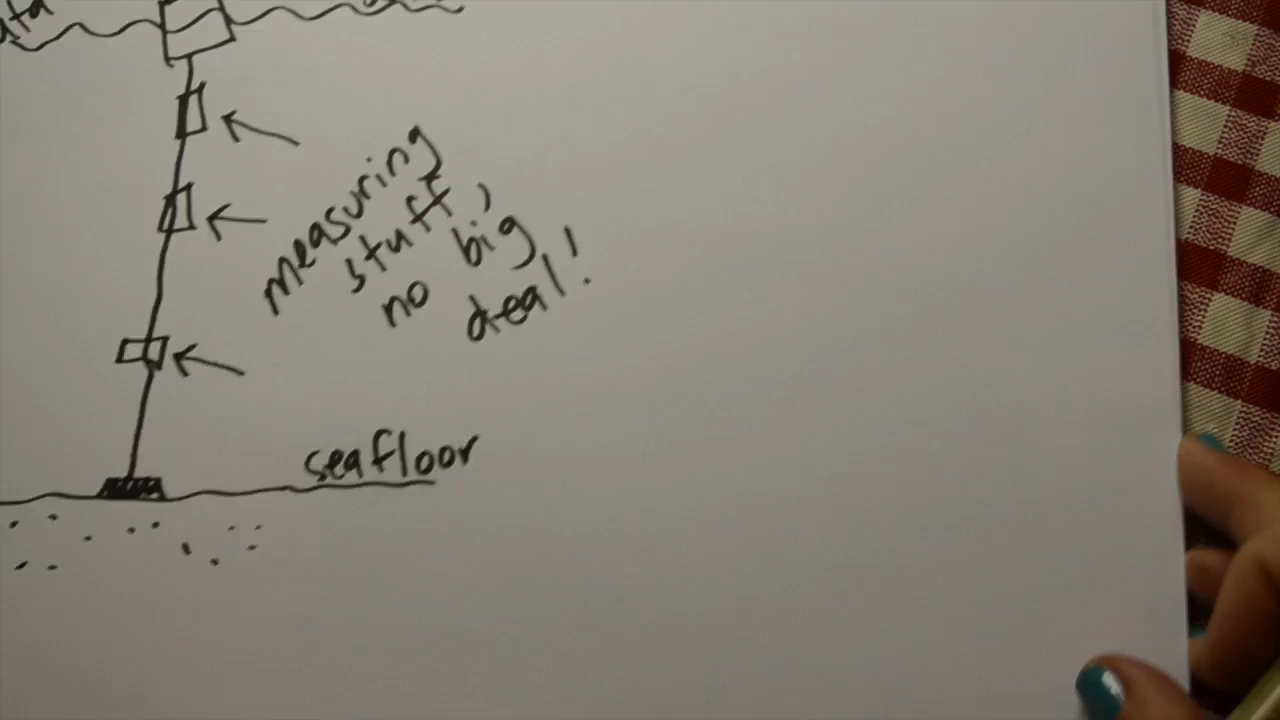 measuring
stuff,
no big
deal!
seafloor